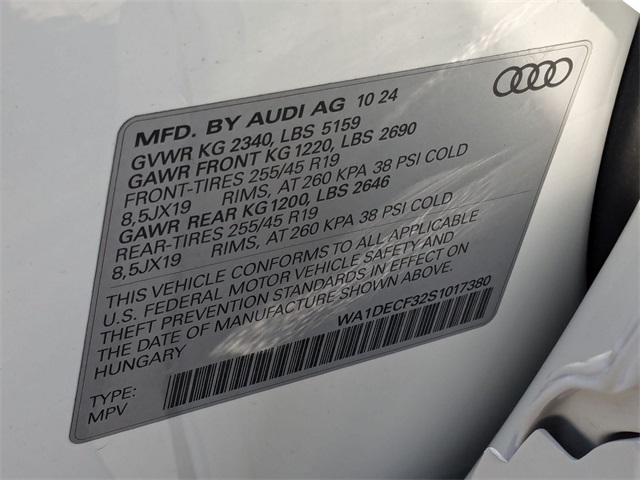 MFD. BY AUDI AG 10 24
GVWR KG 2340, LBS 5159
GAWR FRONT KG 1220, LBS 2690
FRONT-TIRES 255/45 R19
8,5JX19 RIMS, AT 260 KPA 38 PSI COLD
GAWR REAR KG 1200, LBS 2646
REAR-TIRES 255/45 R19
8,5JX19 RIMS, AT 260 KPA 38 PSI COLD
THIS VEHICLE CONFORMS TO ALL APPLICABLE
U.S. FEDERAL MOTOR VEHICLE SAFETY AND
THEFT PREVENTION STANDARDS IN EFFECT ON
THE DATE OF MANUFACTURE SHOWN ABOVE.
HUNGARY WA1DECF32S1017380
TYPE:
MPV